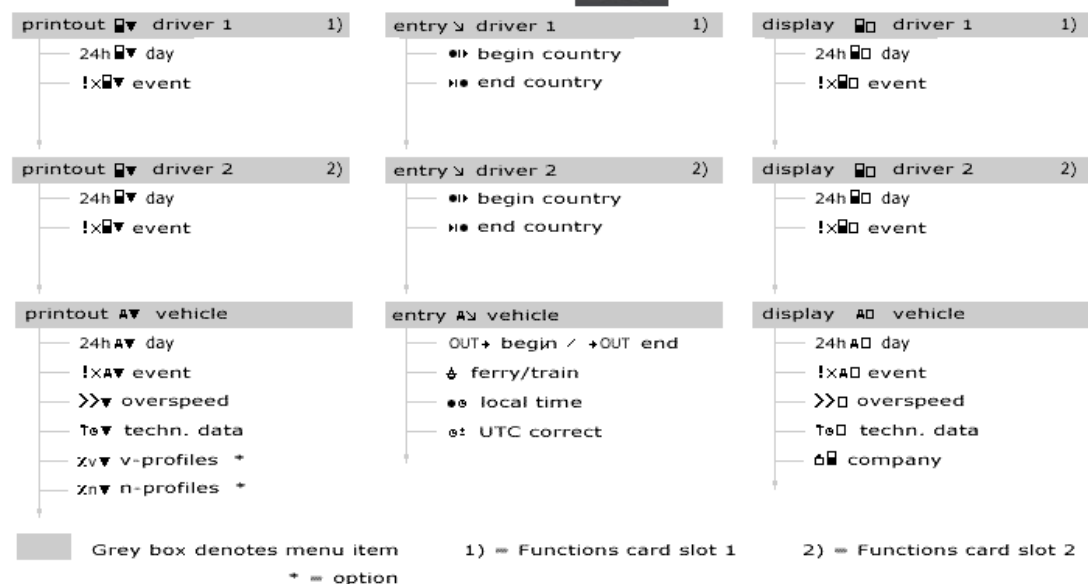 printout driver 1 1)
24h day
!x event
printout driver 2 2)
24h day
!x event
printout A vehicle
24h A day
!xA event
>> overspeed
T techn. data
%v v-profiles *
%n n-profiles *
entry driver 1 1)
begin country
end country
entry driver 2 2)
begin country
end country
entry A vehicle
OUT begin / OUT end
ferry/train
local time
UTC correct
display driver 1 1)
24h day
!x event
display driver 2 2)
24h day
!x event
display A vehicle
24h A day
!xA event
>> overspeed
T techn. data
company
Grey box denotes menu item
1) = Functions card slot 1
2) = Functions card slot 2
* = option